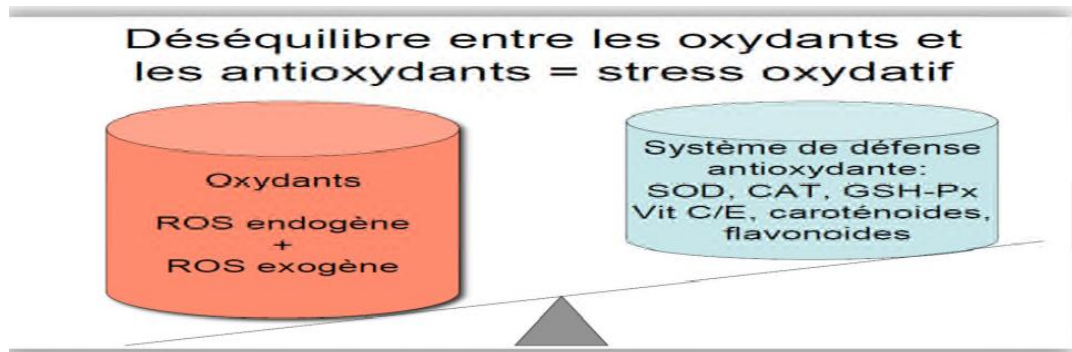 Déséquilibre entre les oxydants et
les antioxydants = stress oxydatif
Oxydants
ROS endogène
+
ROS exogène
Système de défense
antioxydante:
SOD, CAT, GSH-Px
Vit C/E, caroténoides,
flavonoides